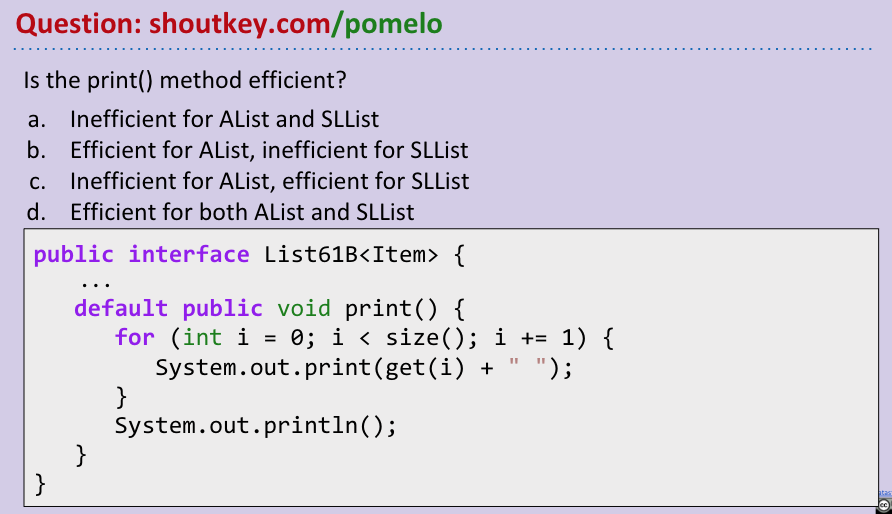 Question: shoutkey.com/pomelo
Is the print() method efficient?
a. Inefficient for AList and SLList
b. Efficient for AList, inefficient for SLList
c. Inefficient for AList, efficient for SLList
d. Efficient for both AList and SLList
public interface List61B<Item> {
...
default public void print() {
for (int i = 0; i < size(); i += 1) {
System.out.print(get(i) + " ");
}
System.out.println();
}
}
cc